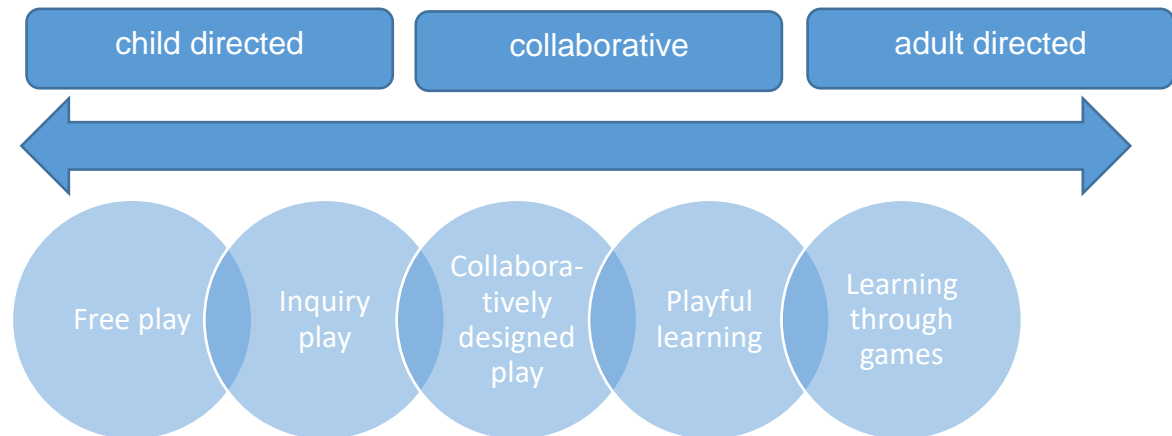 child directed
collaborative
adult directed
Free play
Inquiry
play
Collabora-
tively
designed
play
Playful
learning
Learning
through
games